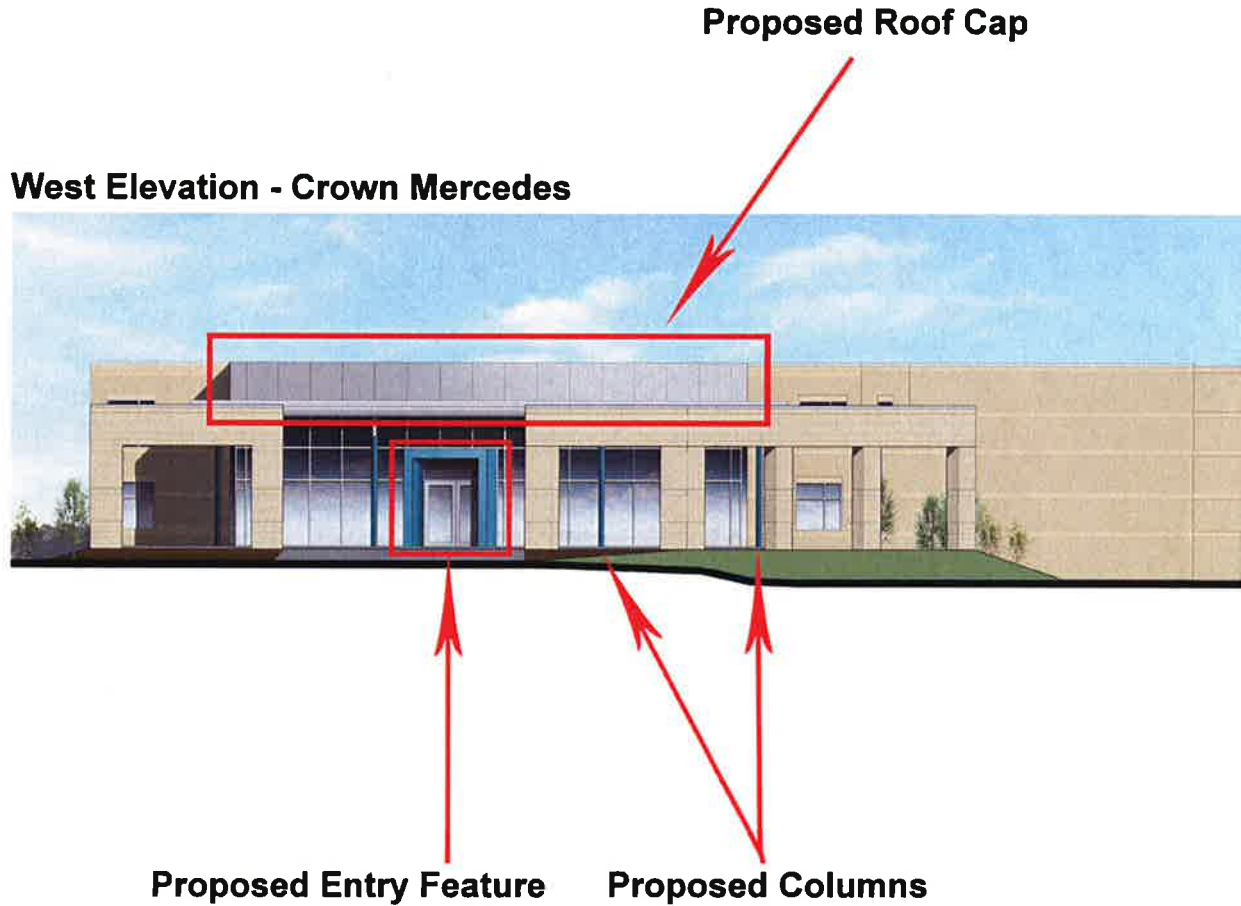 Proposed Roof Cap
West Elevation - Crown Mercedes
Proposed Entry Feature
Proposed Columns